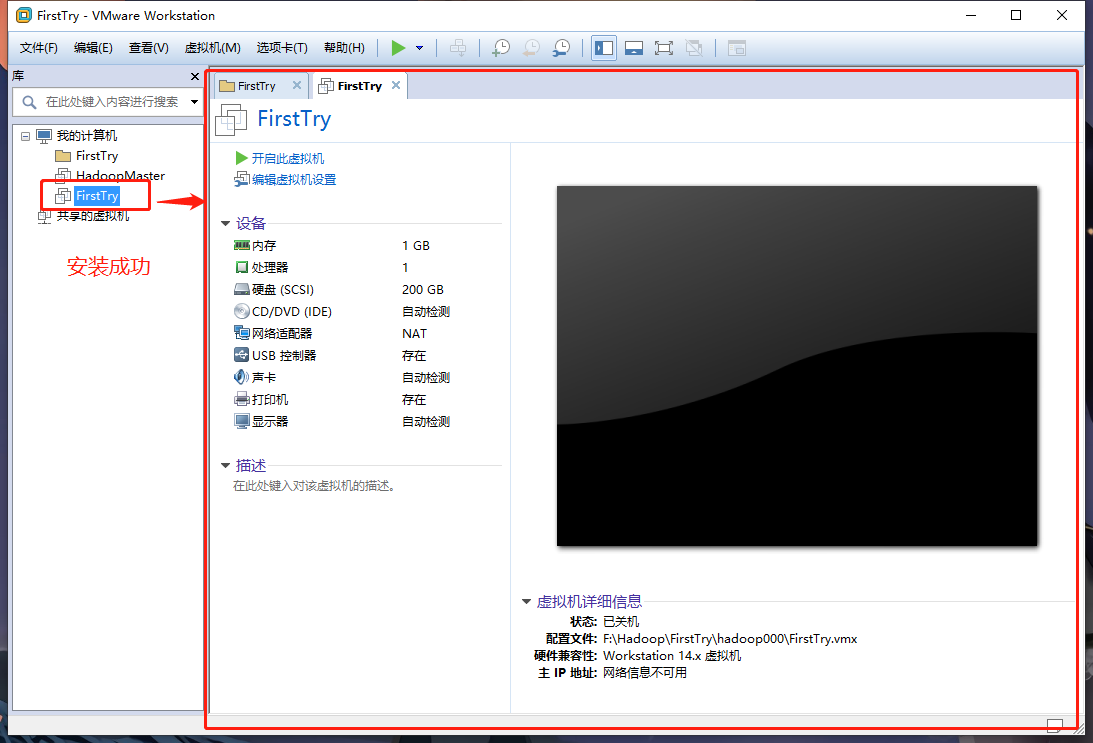 FirstTry - VMware Workstation
文件(F) 编辑(E) 查看(V) 虚拟机(M) 选项卡(T) 帮助(H)
库
在此处键入内容进行搜索
我的计算机
FirstTry
HadoopMaster
FirstTry
共享的虚拟机
安装成功
FirstTry FirstTry
FirstTry
开启此虚拟机
编辑虚拟机设置
设备
内存 1 GB
处理器 1
硬盘 (SCSI) 200 GB
CD/DVD (IDE) 自动检测
网络适配器 NAT
USB 控制器 存在
声卡 自动检测
打印机 存在
显示器 自动检测
描述
在此处键入对该虚拟机的描述。
虚拟机详细信息
状态: 已关机
配置文件: F:\Hadoop\FirstTry\hadoop000\FirstTry.vmx
硬件兼容性: Workstation 14.x 虚拟机
主 IP 地址: 网络信息不可用